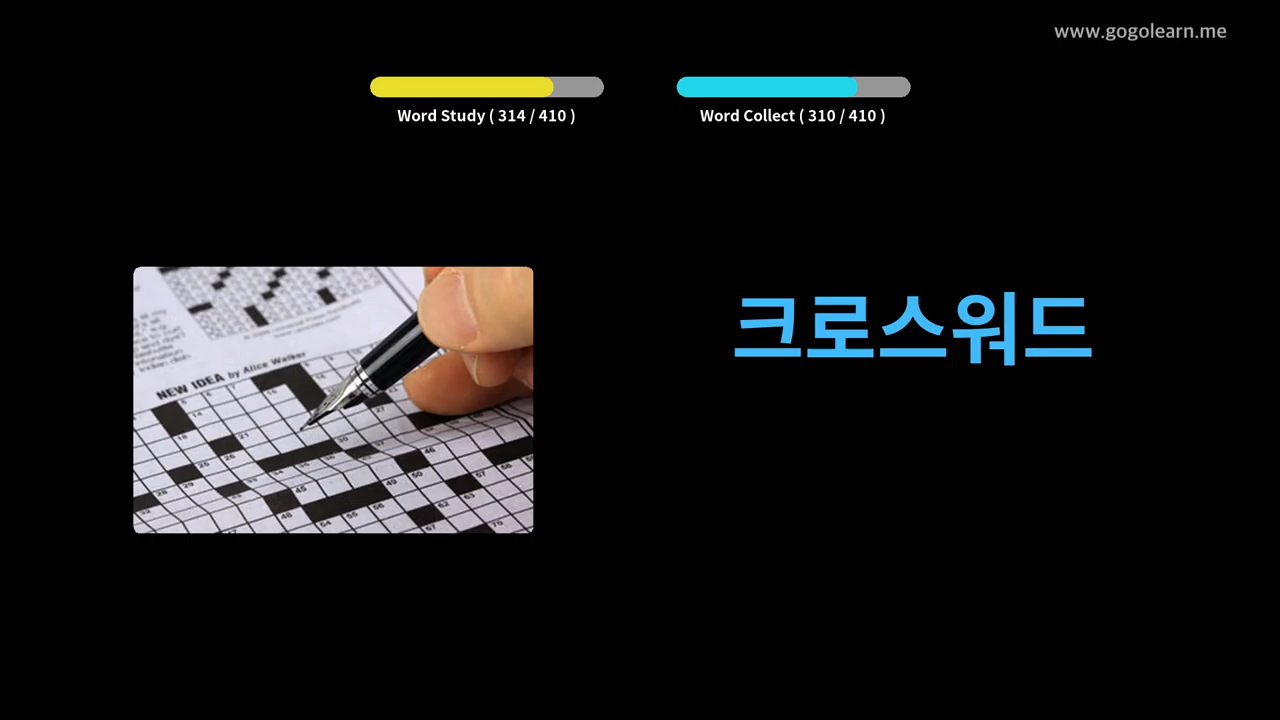 www.gogolearn.me
Word Study ( 314 / 410 )
Word Collect ( 310 / 410 )
크로스워드
NEW IDEA by Alice Walker